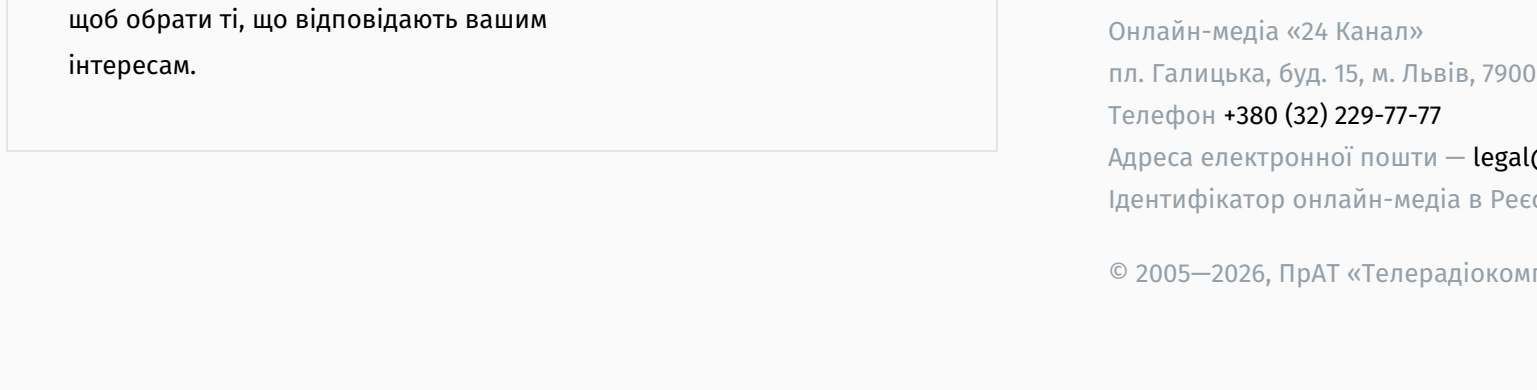 щоб обрати ті, що відповідають вашим
інтересам.
Онлайн-медіа «24 Канал»
пл. Галицька, буд. 15, м. Львів, 7900
Телефон +380 (32) 229-77-77
Адреса електронної пошти — legal@
Ідентифікатор онлайн-медіа в
© 2005—2026, ПрАТ